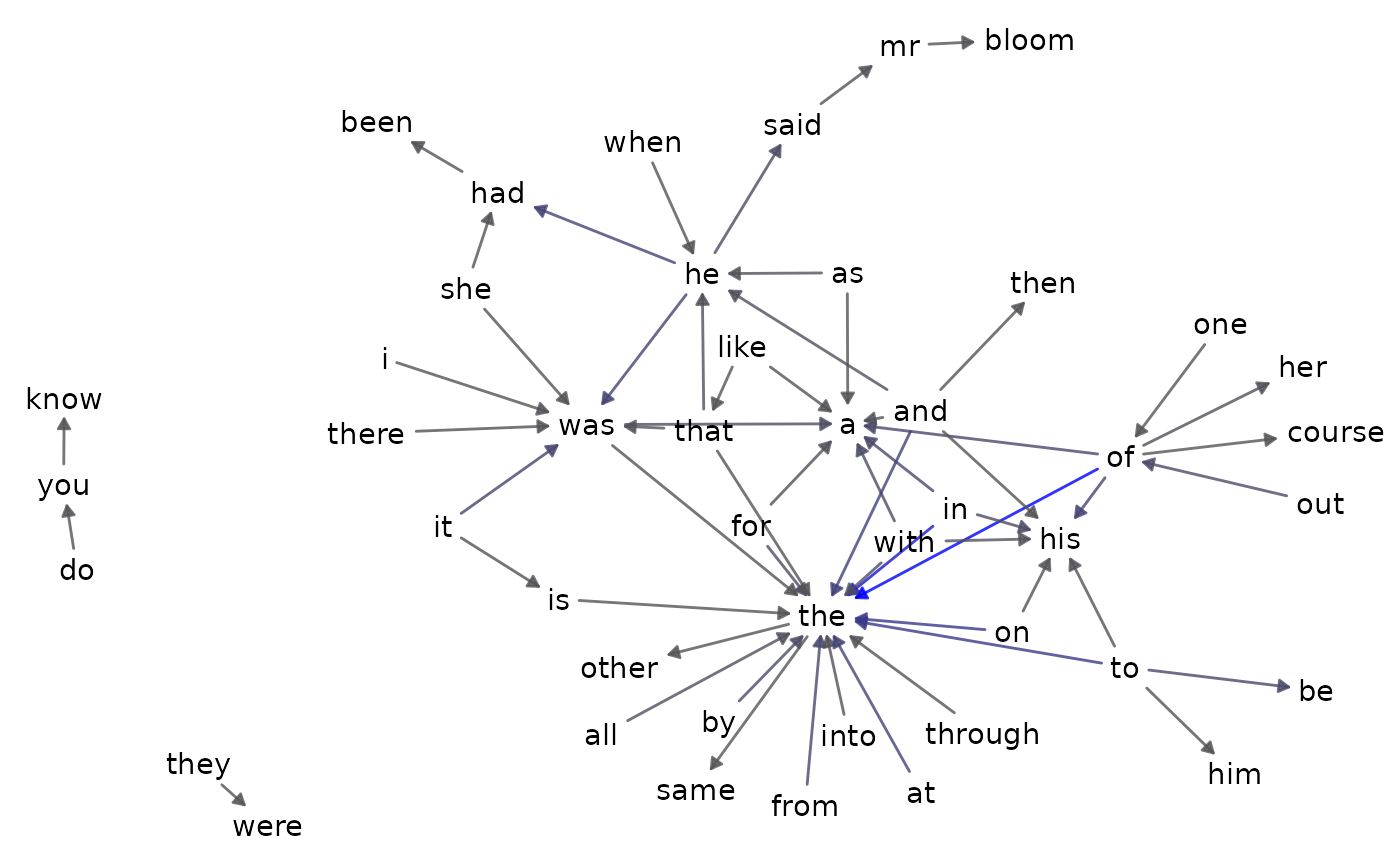 mr
bloom
been
said
when
had
he
as
then
she
one
like
i
her
know
and
was
a
that
there
course
of
you
out
in
for
it
with
his
do
is
the
on
other
to
be
by
all
into
through
they
him
same
at
from
were